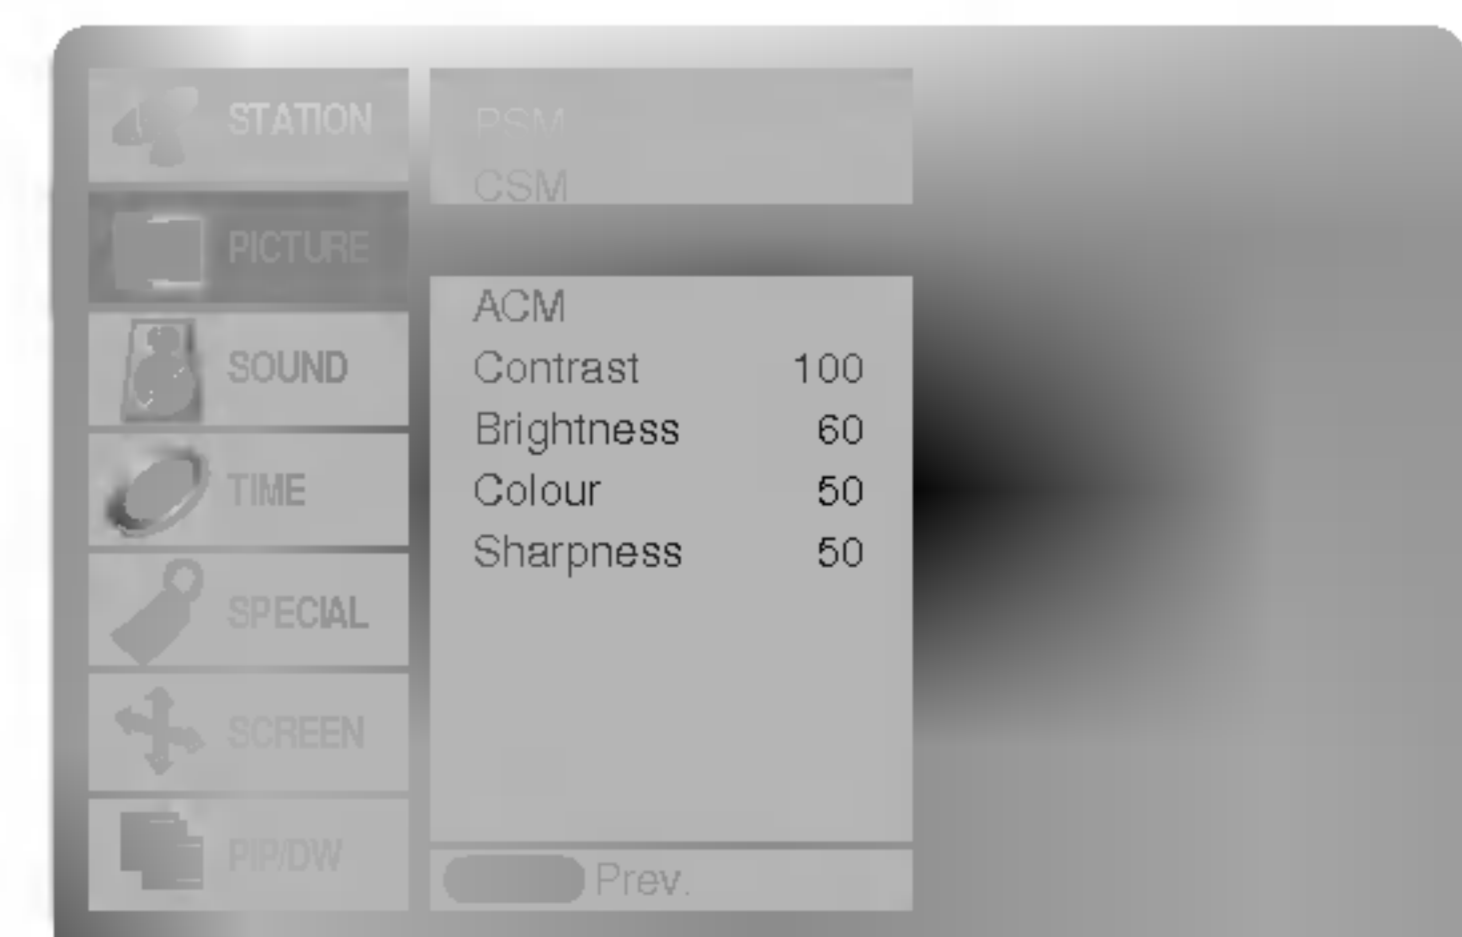 STATION
PICTURE
SOUND
TIME
SPECIAL
SCREEN
PIP/DW
PSM
CSM
ACM
Contrast 100
Brightness 60
Colour 50
Sharpness 50
Prev.